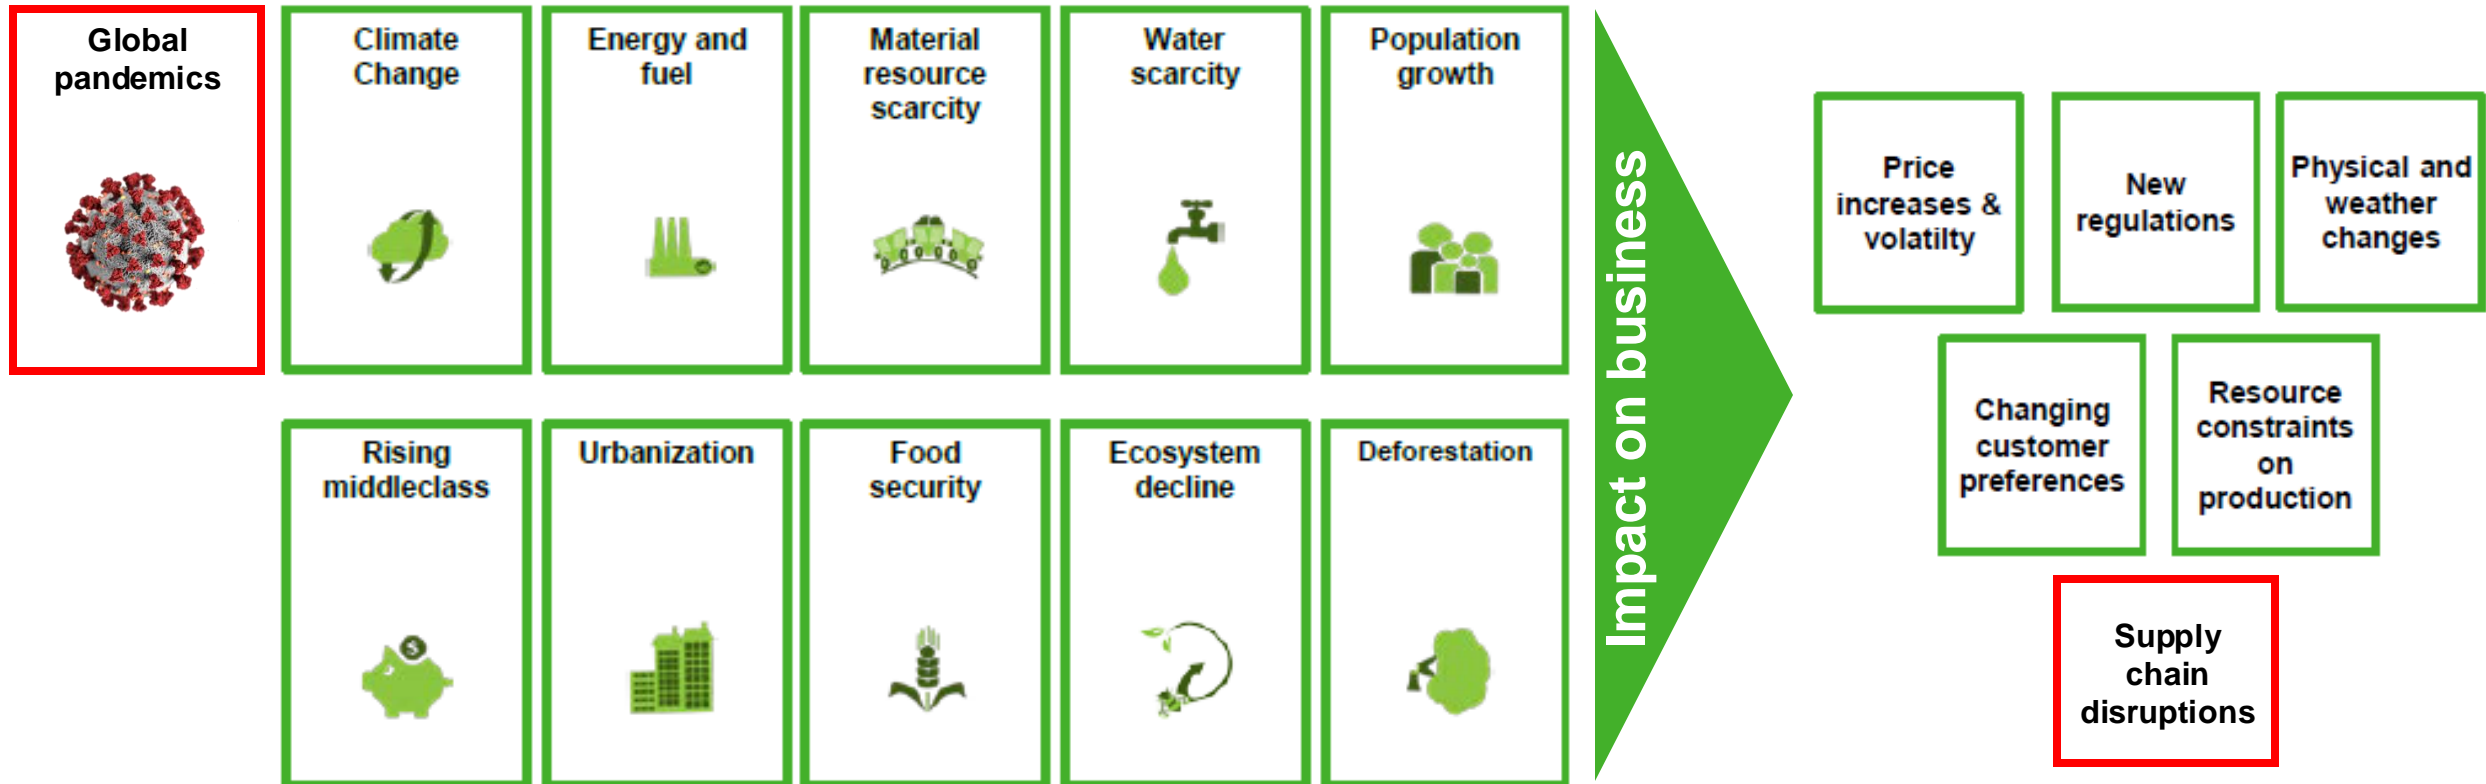 Global
pandemics
Climate
Change
Energy and
fuel
Material
resource
scarcity
Water
scarcity
Population
growth
Rising
middleclass
Urbanization
Food
security
Ecosystem
decline
Deforestation
Impact on business
Price
increases &
volatilty
New
regulations
Physical and
weather
changes
Changing
customer
preferences
Resource
constraints
on
production
Supply
chain
disruptions